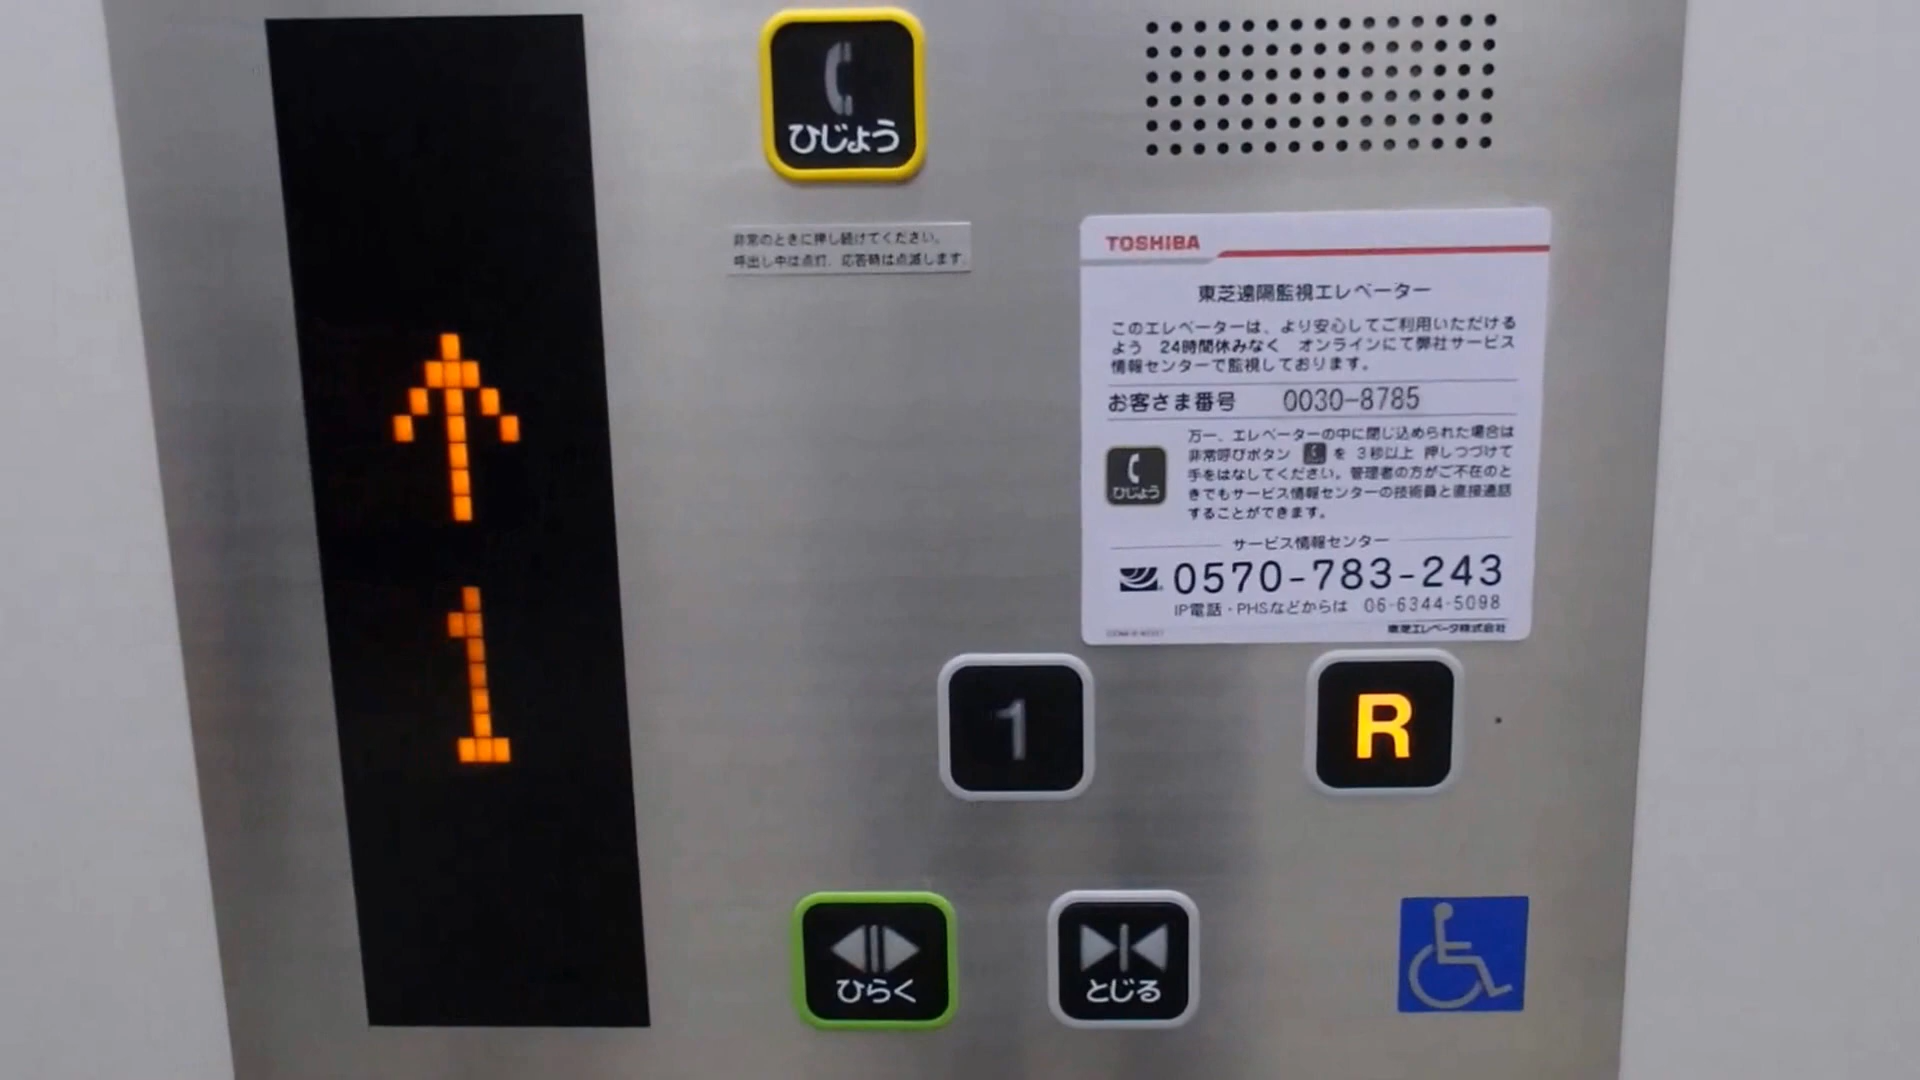 1
ひじょう
非常のときに押し続けてください。
呼出し中は点灯、応答時は点滅します。
TOSHIBA
東芝遠隔監視エレベーター
このエレベーターは、より安心してご利用いただける
よう 24時間休みなく オンラインにて弊社サービス
情報センターで監視しております。
お客さま番号 0030-8785
万一、エレベーターの中に閉じ込められた場合は
非常呼びボタン を 3秒以上 押しつづけて
手をはなしてください。管理者の方がご不在のと
きでもサービス情報センターの技術員と直接通話
することができます。
ひじょう
サービス情報センター
0570-783-243
IP電話・PHSなどからは 06-6344-5098
東芝エレベータ株式会社
1
R
ひらく
とじる